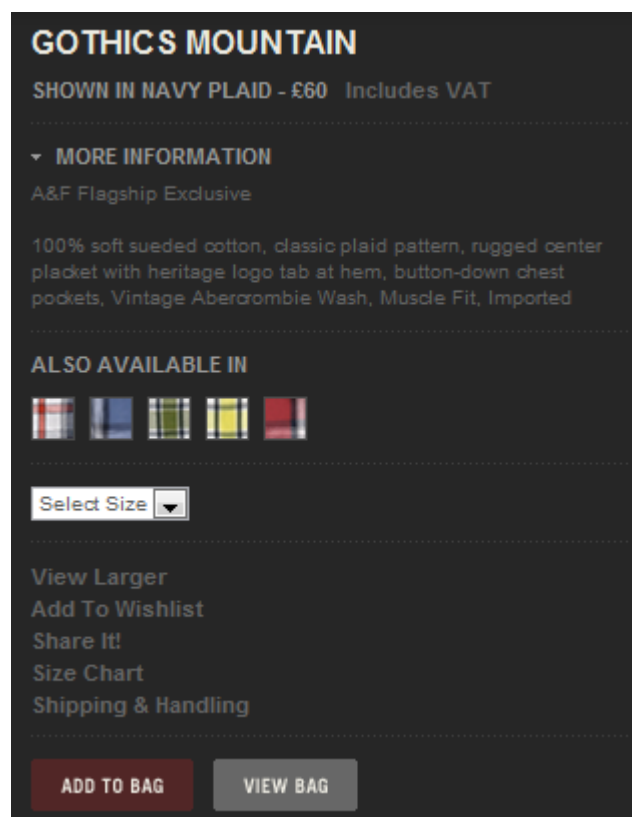 GOTHICS MOUNTAIN
SHOWN IN NAVY PLAID - £60 Includes VAT
MORE INFORMATION
A&F Flagship Exclusive
100% soft sueded cotton, classic plaid pattern, rugged center
placket with heritage logo tab at hem, button-down chest
pockets, Vintage Abercrombie Wash, Muscle Fit, Imported
ALSO AVAILABLE IN
Select Size
View Larger
Add To Wishlist
Share It!
Size Chart
Shipping & Handling
ADD TO BAG VIEW BAG